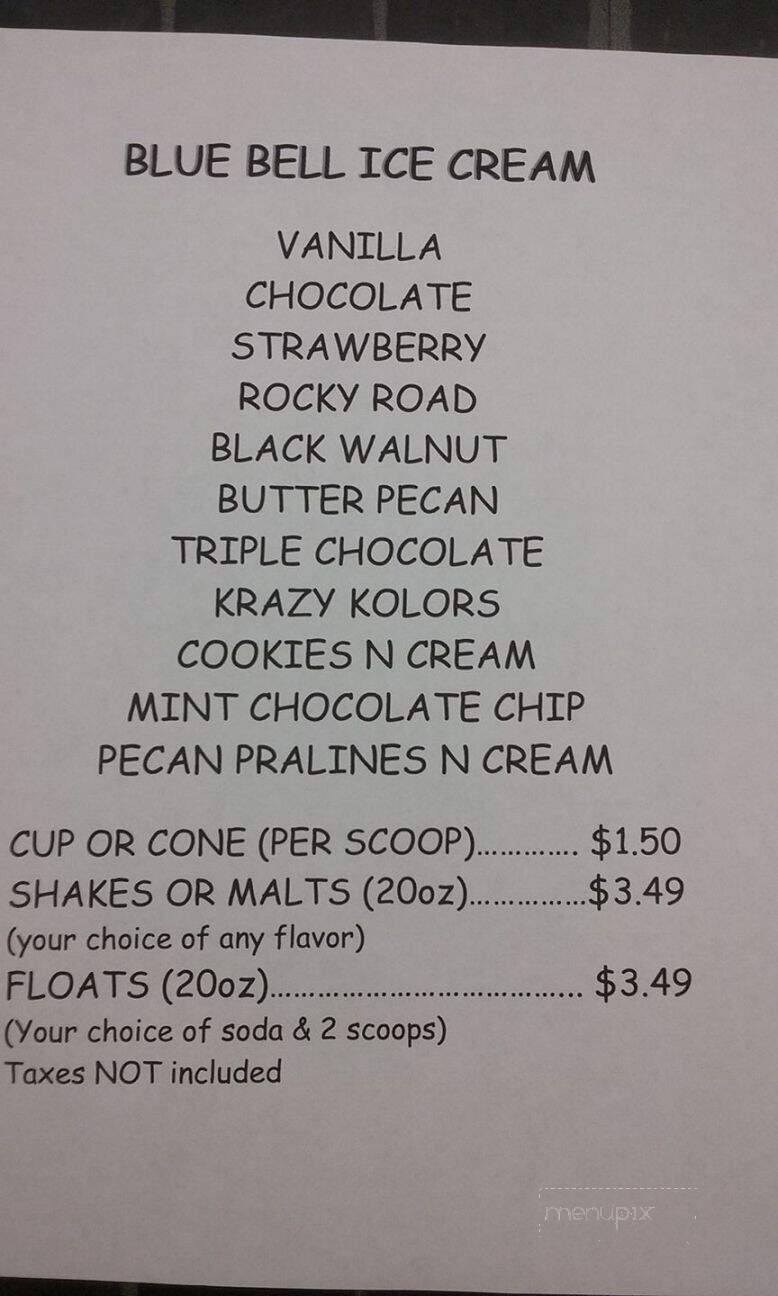 BLUE BELL ICE CREAM
VANILLA
CHOCOLATE
STRAWBERRY
ROCKY ROAD
BLACK WALNUT
BUTTER PECAN
TRIPLE CHOCOLATE
KRAZY KOLORS
COOKIES N CREAM
MINT CHOCOLATE CHIP
PECAN PRALINES N CREAM
CUP OR CONE (PER SCOOP)............. $1.50
SHAKES OR MALTS (20oz)...............$3.49
(your choice of any flavor)
FLOATS (20oz)....................................... $3.49
(Your choice of soda & 2 scoops)
Taxes NOT included
menupix